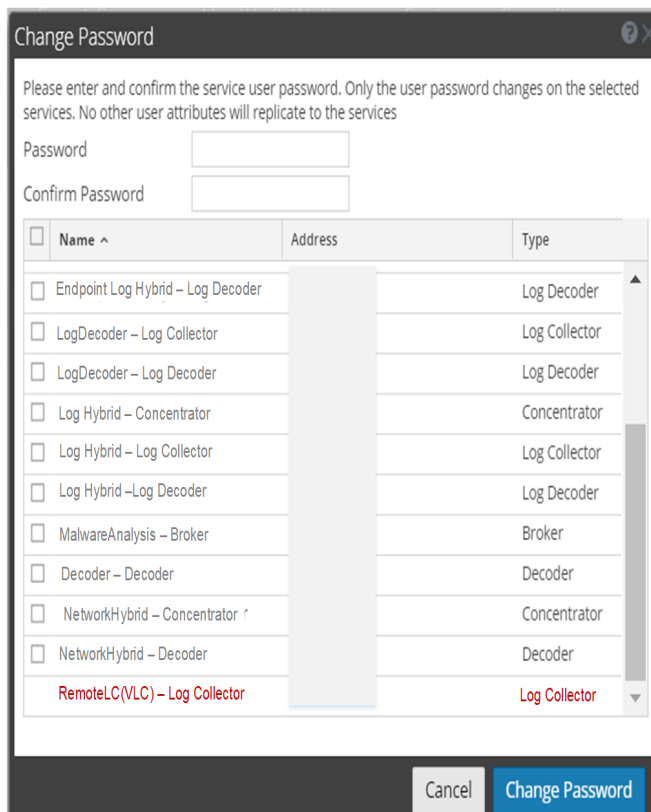 Change Password
?
Please enter and confirm the service user password. Only the user password changes on the selected
services. No other user attributes will replicate to the services
Password
Confirm Password
Name Address Type
Endpoint Log Hybrid – Log Decoder Log Decoder
LogDecoder – Log Collector Log Collector
LogDecoder – Log Decoder Log Decoder
Log Hybrid – Concentrator Concentrator
Log Hybrid – Log Collector Log Collector
Log Hybrid –Log Decoder Log Decoder
MalwareAnalysis – Broker Broker
Decoder – Decoder Decoder
NetworkHybrid – Concentrator Concentrator
NetworkHybrid – Decoder Decoder
RemoteLC(VLC) – Log Collector Log Collector
Cancel Change Password